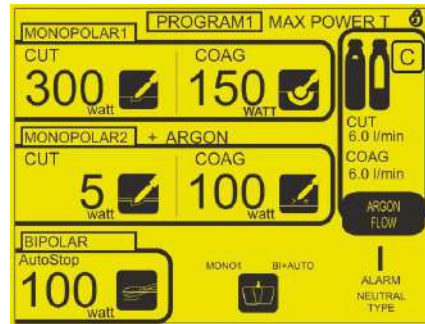 PROGRAM1 MAX POWER T
MONOPOLAR1
CUT
300 watt
COAG
150 WATT
C
CUT
6.0 l/min
COAG
6.0 l/min
ARGON
FLOW
MONOPOLAR2 + ARGON
CUT
5 watt
COAG
100 watt
BIPOLAR
AutoStop
100 watt
MONO1 BI+AUTO
ALARM
NEUTRAL
TYPE